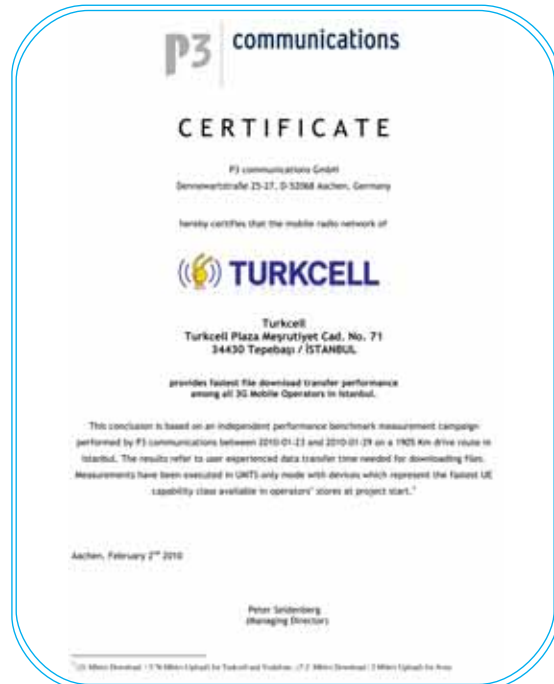 P3 communications
CERTIFICATE
P3 communications GmbH
Dennewartstraße 25-27, D-52068 Aachen, Germany
hereby certifies that the mobile radio network of
TURKCELL
Turkcell
Turkcell Plaza Meşrutiyet Cad. No. 71
34430 Tepebaşı / İSTANBUL
provides fastest file download transfer performance
among all 3G Mobile Operators in Istanbul.
This conclusion is based on an independent performance benchmark measurement campaign
performed by P3 communications between 2010-01-23 and 2010-01-29 on a 1905 Km drive route in
Istanbul. The results refer to user experienced data transfer time needed for downloading files.
Measurements have been executed in UMTS only mode with devices which represent the fastest UE
capability class available in operators' stores at project start.
Aachen, February 2nd 2010
Peter Seidenberg
(Managing Director)